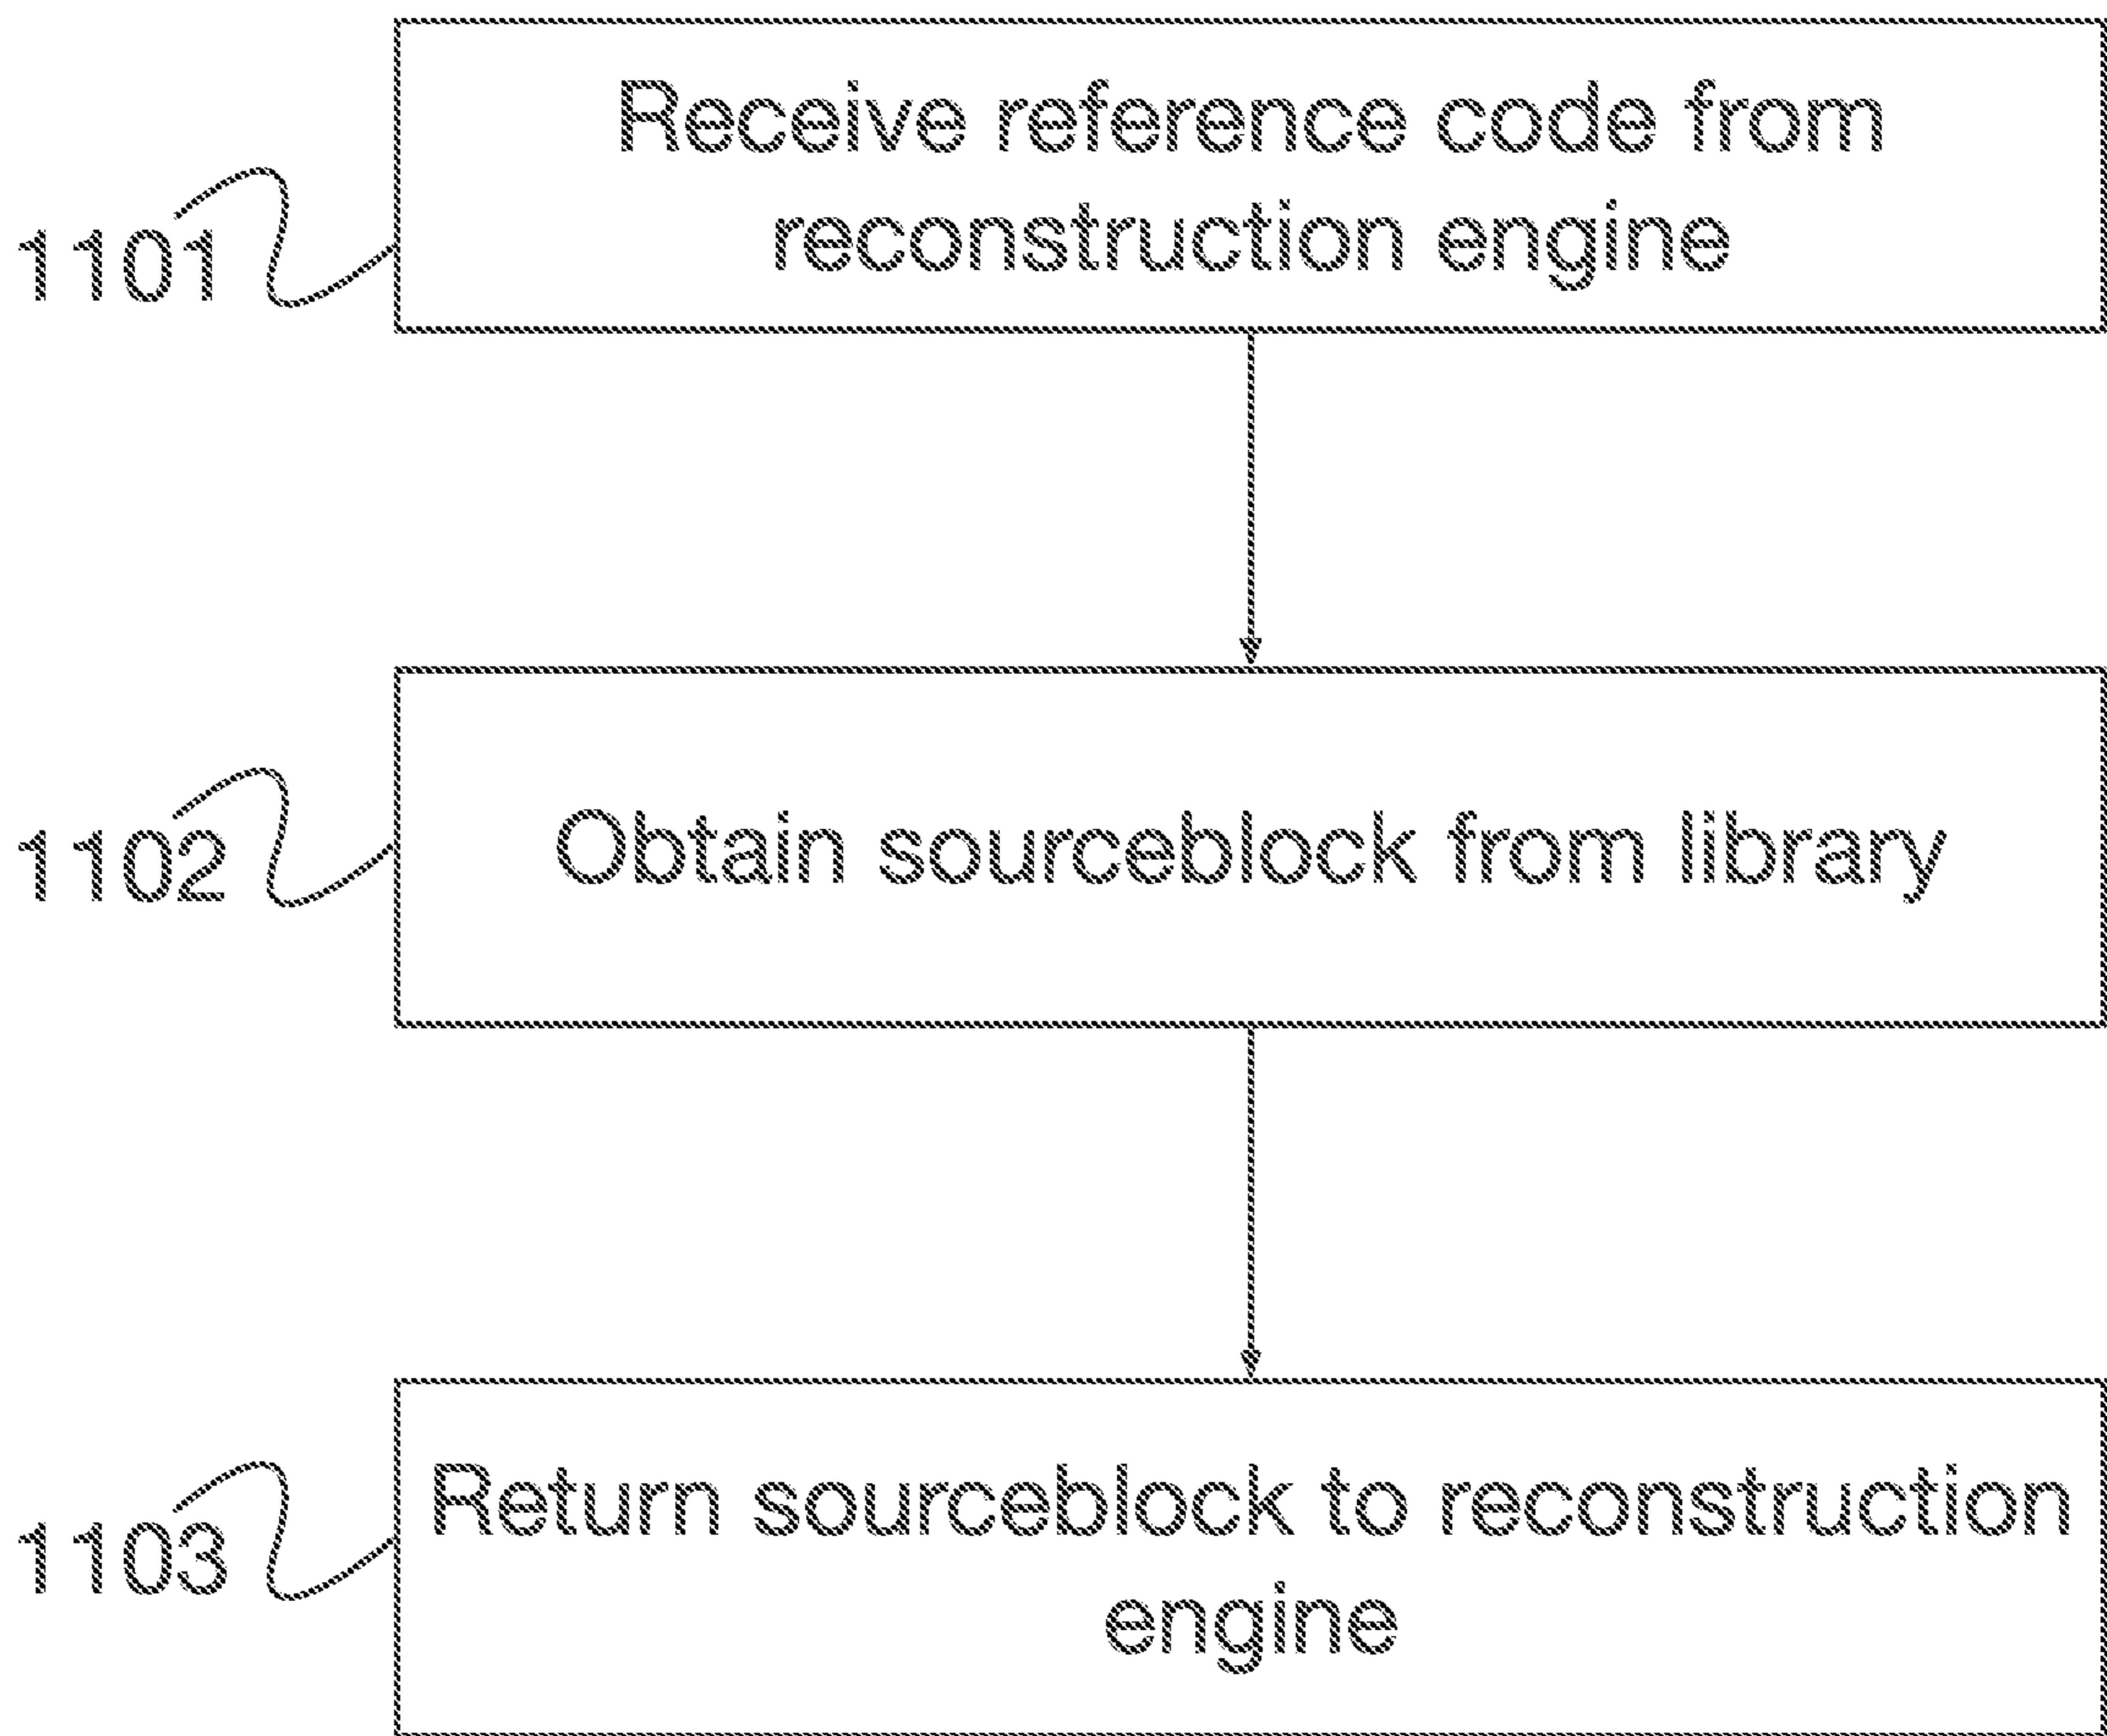 Receive reference code from
reconstruction engine
1101
Obtain sourceblock from library
1102
Return sourceblock to reconstruction
engine
1103